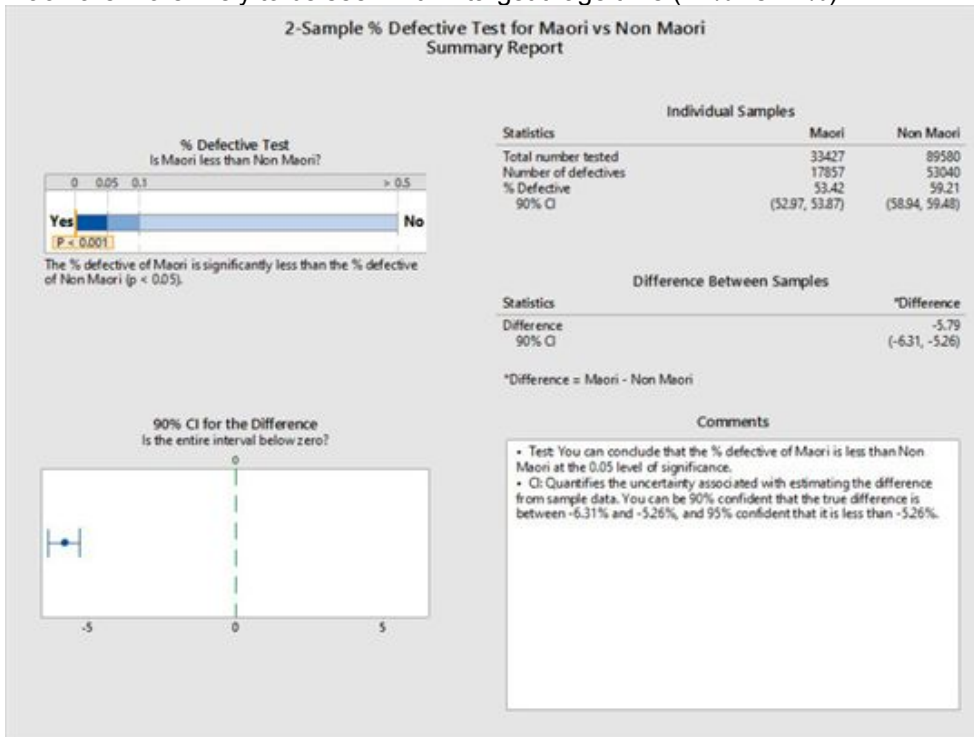 2-Sample % Defective Test for Maori vs Non Maori
Summary Report
% Defective Test
Is Maori less than Non Maori?
0 0.05 0.1 > 0.5
Yes No
P < 0.001
The % defective of Maori is significantly less than the % defective
of Non Maori (p < 0.05).
Individual Samples
Statistics Maori Non Maori
Total number tested 33427 89580
Number of defectives 17857 53040
% Defective 53.42 59.21
90% CI (52.97, 53.87) (58.94, 59.48)
Difference Between Samples
Statistics *Difference
Difference -5.79
90% CI (-6.31, -5.26)
*Difference = Maori - Non Maori
90% CI for the Difference
Is the entire interval below zero?
0
-5 0 5
Comments
• Test: You can conclude that the % defective of Maori is less than Non
Maori at the 0.05 level of significance.
• CI: Quantifies the uncertainty associated with estimating the difference
from sample data. You can be 90% confident that the true difference is
between -6.31% and -5.26%, and 95% confident that it is less than -5.26%.